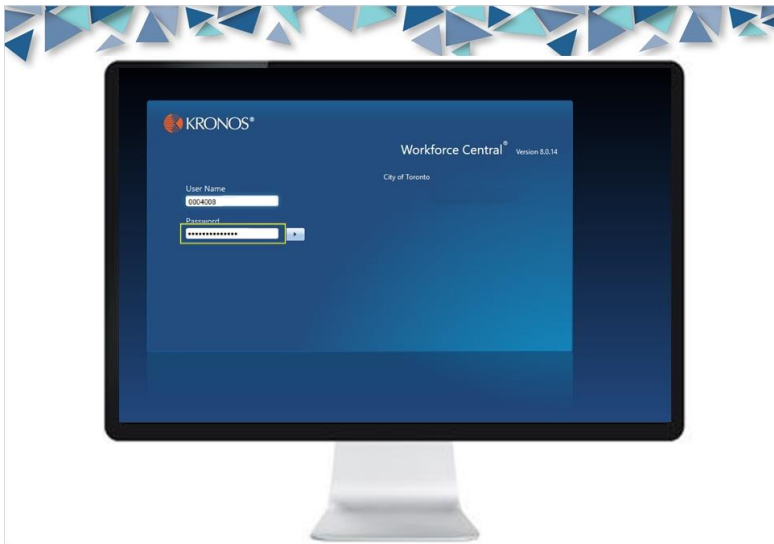 KRONOS®
Workforce Central® Version 8.0.14
City of Toronto
User Name
0004008
Password
••••••••••••••